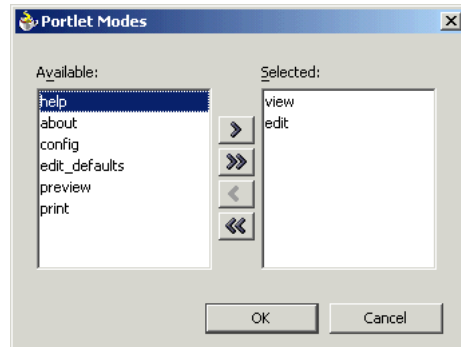 Portlet Modes
Available:
help
about
config
edit_defaults
preview
print
Selected:
view
edit
OK
Cancel